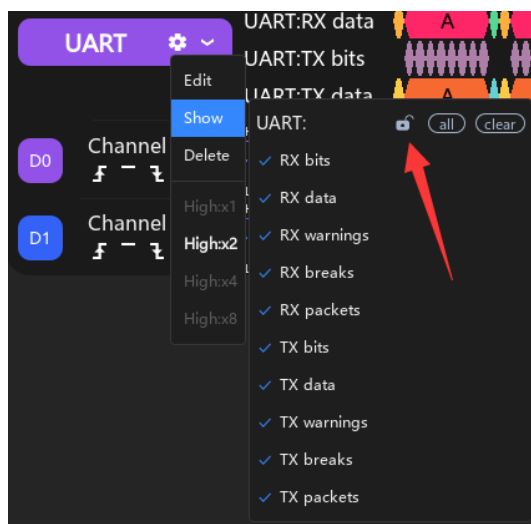 UART
UART:RX data
A
UART:TX bits
UART:TX data
A
Edit
Show
Delete
High:x1
High:x2
High:x4
High:x8
D0
Channel
D1
Channel
UART:
all
clear
RX bits
RX data
RX warnings
RX breaks
RX packets
TX bits
TX data
TX warnings
TX breaks
TX packets